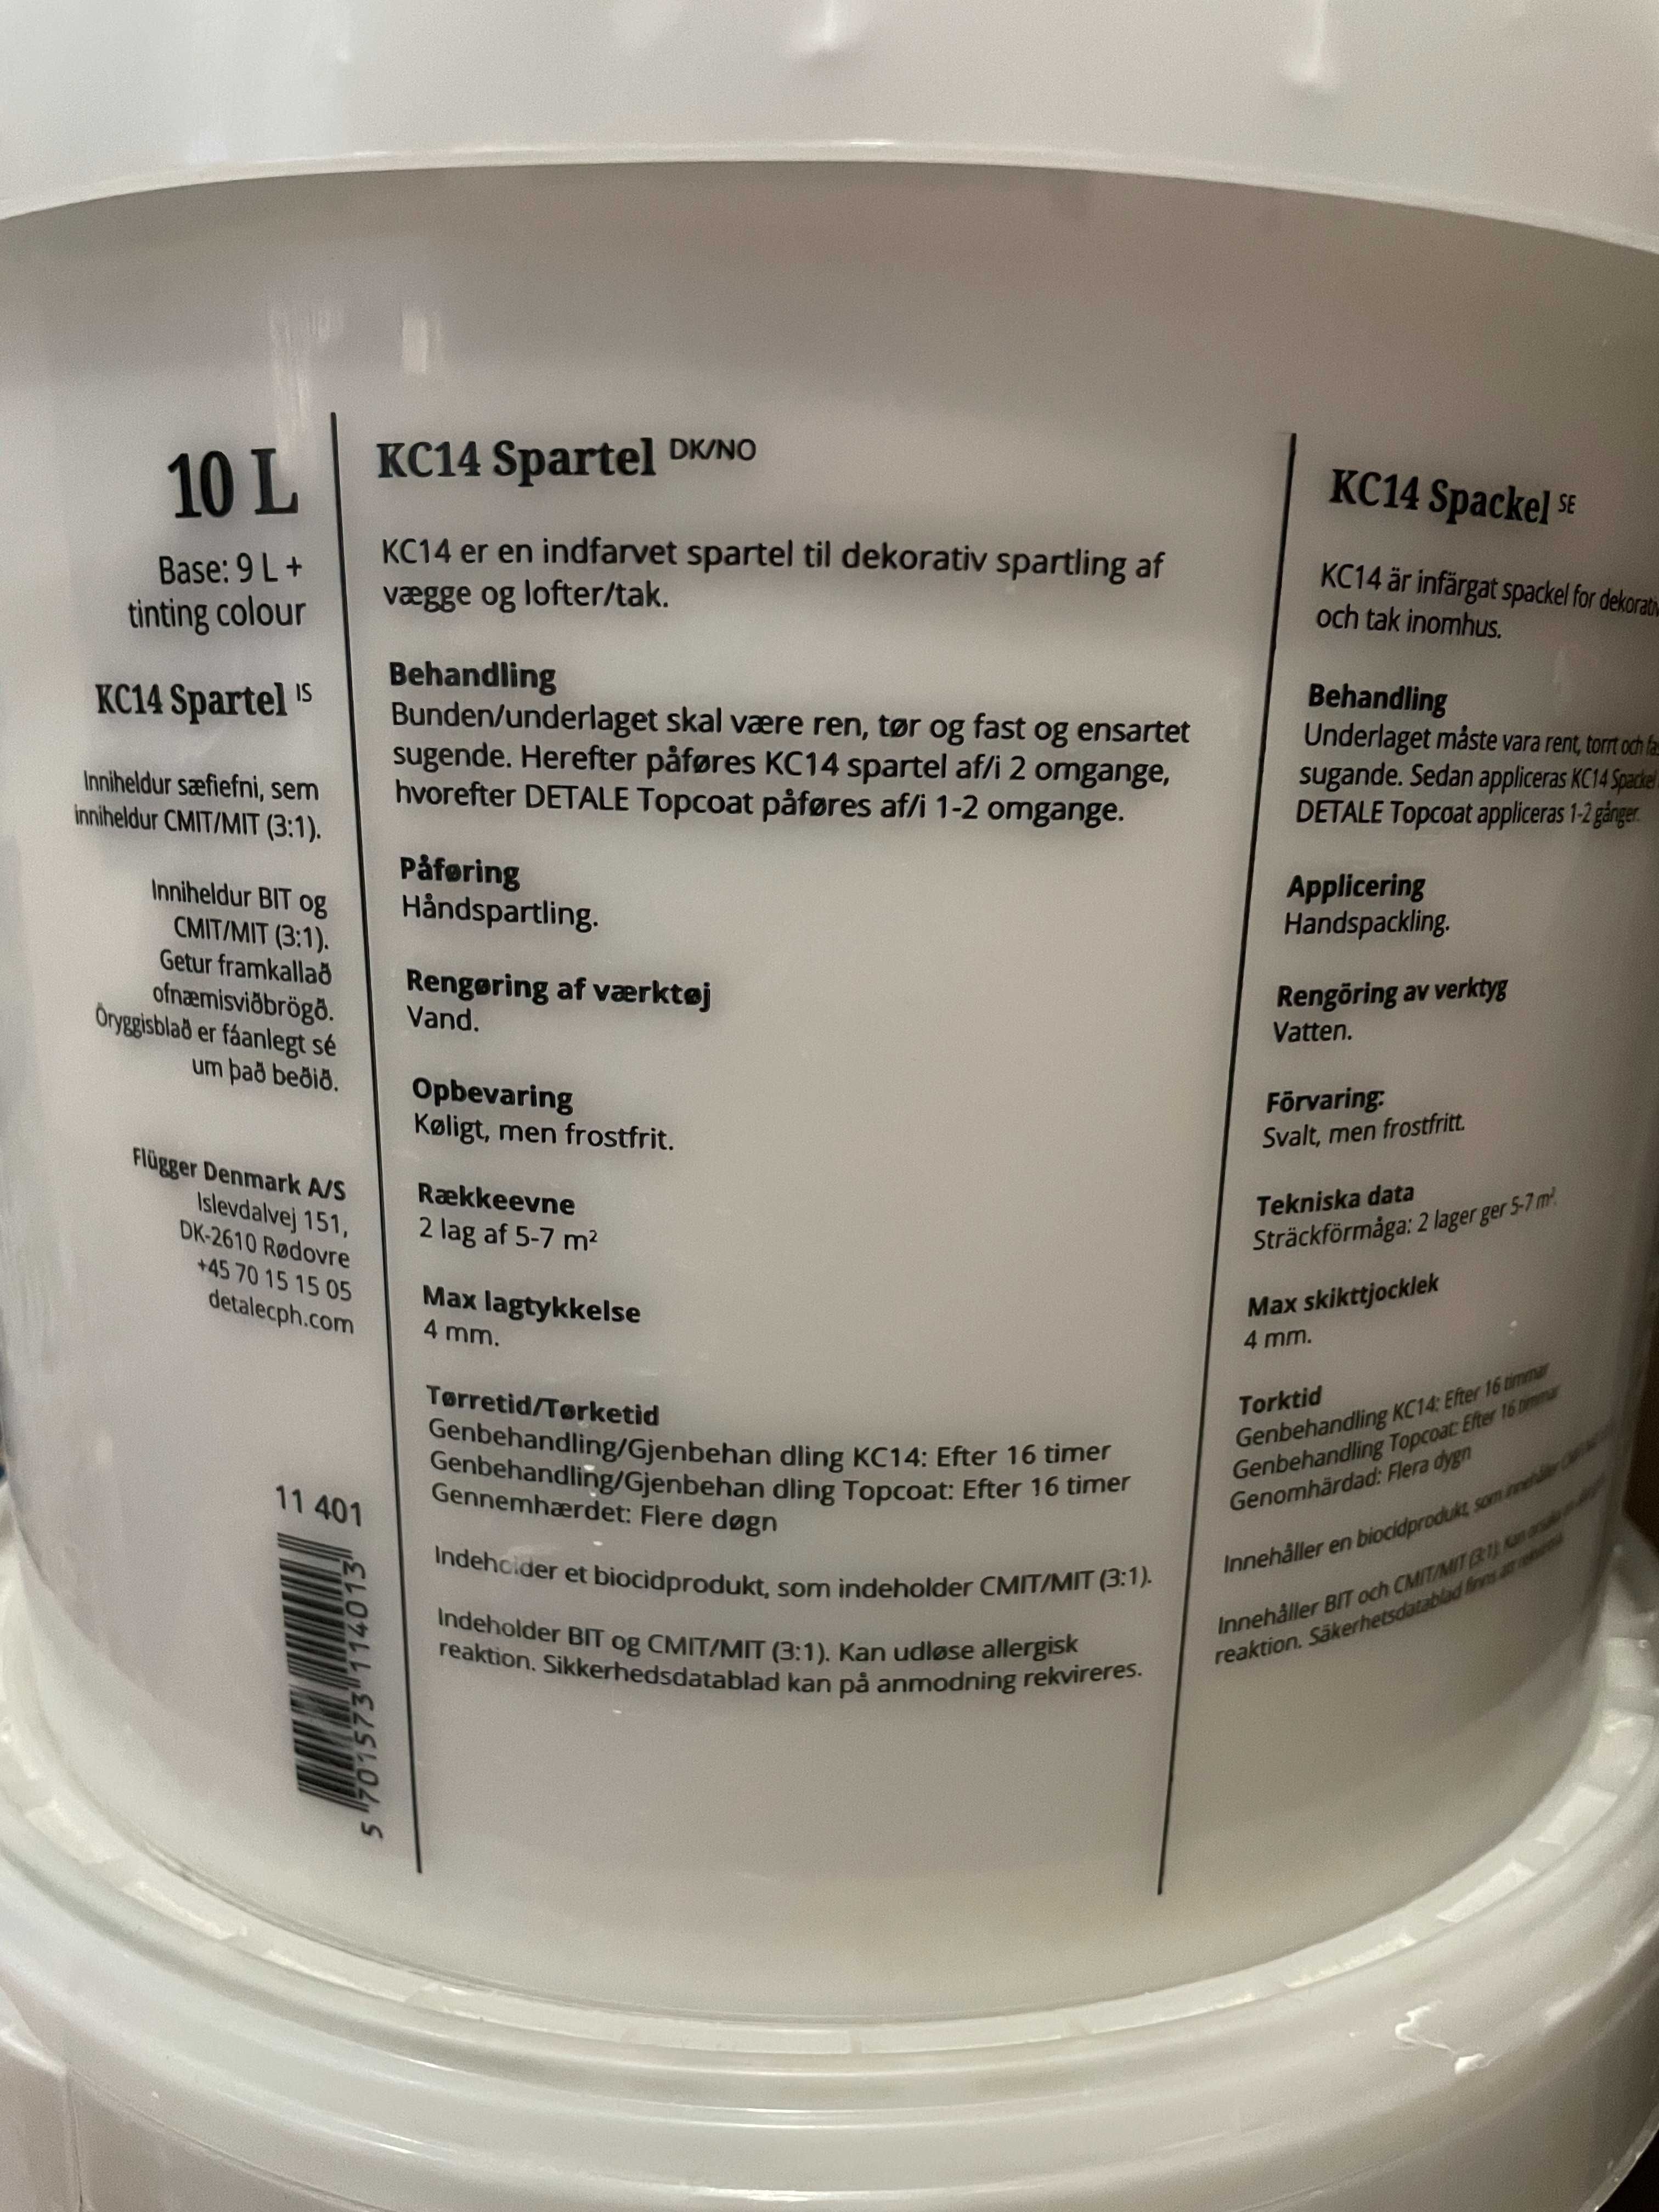 10 L
Base: 9 L +
tinting colour
KC14 Spartel IS
Inniheldur sæfiefni, sem
inniheldur CMIT/MIT (3:1).
Inniheldur BIT og
CMIT/MIT (3:1).
Getur framkallað
ofnæmisviðbrögð.
Öryggisblað er fáanlegt sé
um það beðið.
Flügger Denmark A/S
Islevdalvej 151,
DK-2610 Rødovre
+45 70 15 15 05
detalecph.com
11 401
5 701573 114013
KC14 Spartel DK/NO
KC14 er en indfarvet spartel til dekorativ spartling af
vægge og lofter/tak.
Behandling
Bunden/underlaget skal være ren, tør og fast og ensartet
sugende. Herefter påføres KC14 spartel af/i 2 omgange,
hvorefter DETALE Topcoat påføres af/i 1-2 omgange.
Påføring
Håndspartling.
Rengøring af værktøj
Vand.
Opbevaring
Køligt, men frostfrit.
Rækkeevne
2 lag af 5-7 m²
Max lagtykkelse
4 mm.
Tørretid/Tørketid
Genbehandling/Gjenbehan dling KC14: Efter 16 timer
Genbehandling/Gjenbehan dling Topcoat: Efter 16 timer
Gennemhærdet: Flere døgn
Indeholder et biocidprodukt, som indeholder CMIT/MIT (3:1).
Indeholder BIT og CMIT/MIT (3:1). Kan udløse allergisk
reaktion. Sikkerhedsdatablad kan på anmodning rekvireres.
KC14 Spackel SE
KC14 är infärgat spackel for
och tak inomhus.
Behandling
Underlaget måste vara rent, torrt och
sugande. Sedan appliceras KC14 Spackel
DETALE Topcoat appliceras 1-2 gånger.
Applicering
Handspackling.
Rengöring av verktyg
Vatten.
Förvaring:
Svalt, men frostfritt.
Tekniska data
Sträckförmåga: 2 lager ger 5-7 m².
Max skikttjocklek
4 mm.
Torktid
Genbehandling KC14: Efter 16 timmar
Genbehandling Topcoat: Efter 16 timmar
Genomhärdad: Flera dygn
Innehåller en biocidprodukt, som innehåller
Innehåller BIT och CMIT/MIT (3:1). Kan
reaktion. Säkerhetsdatablad finns att